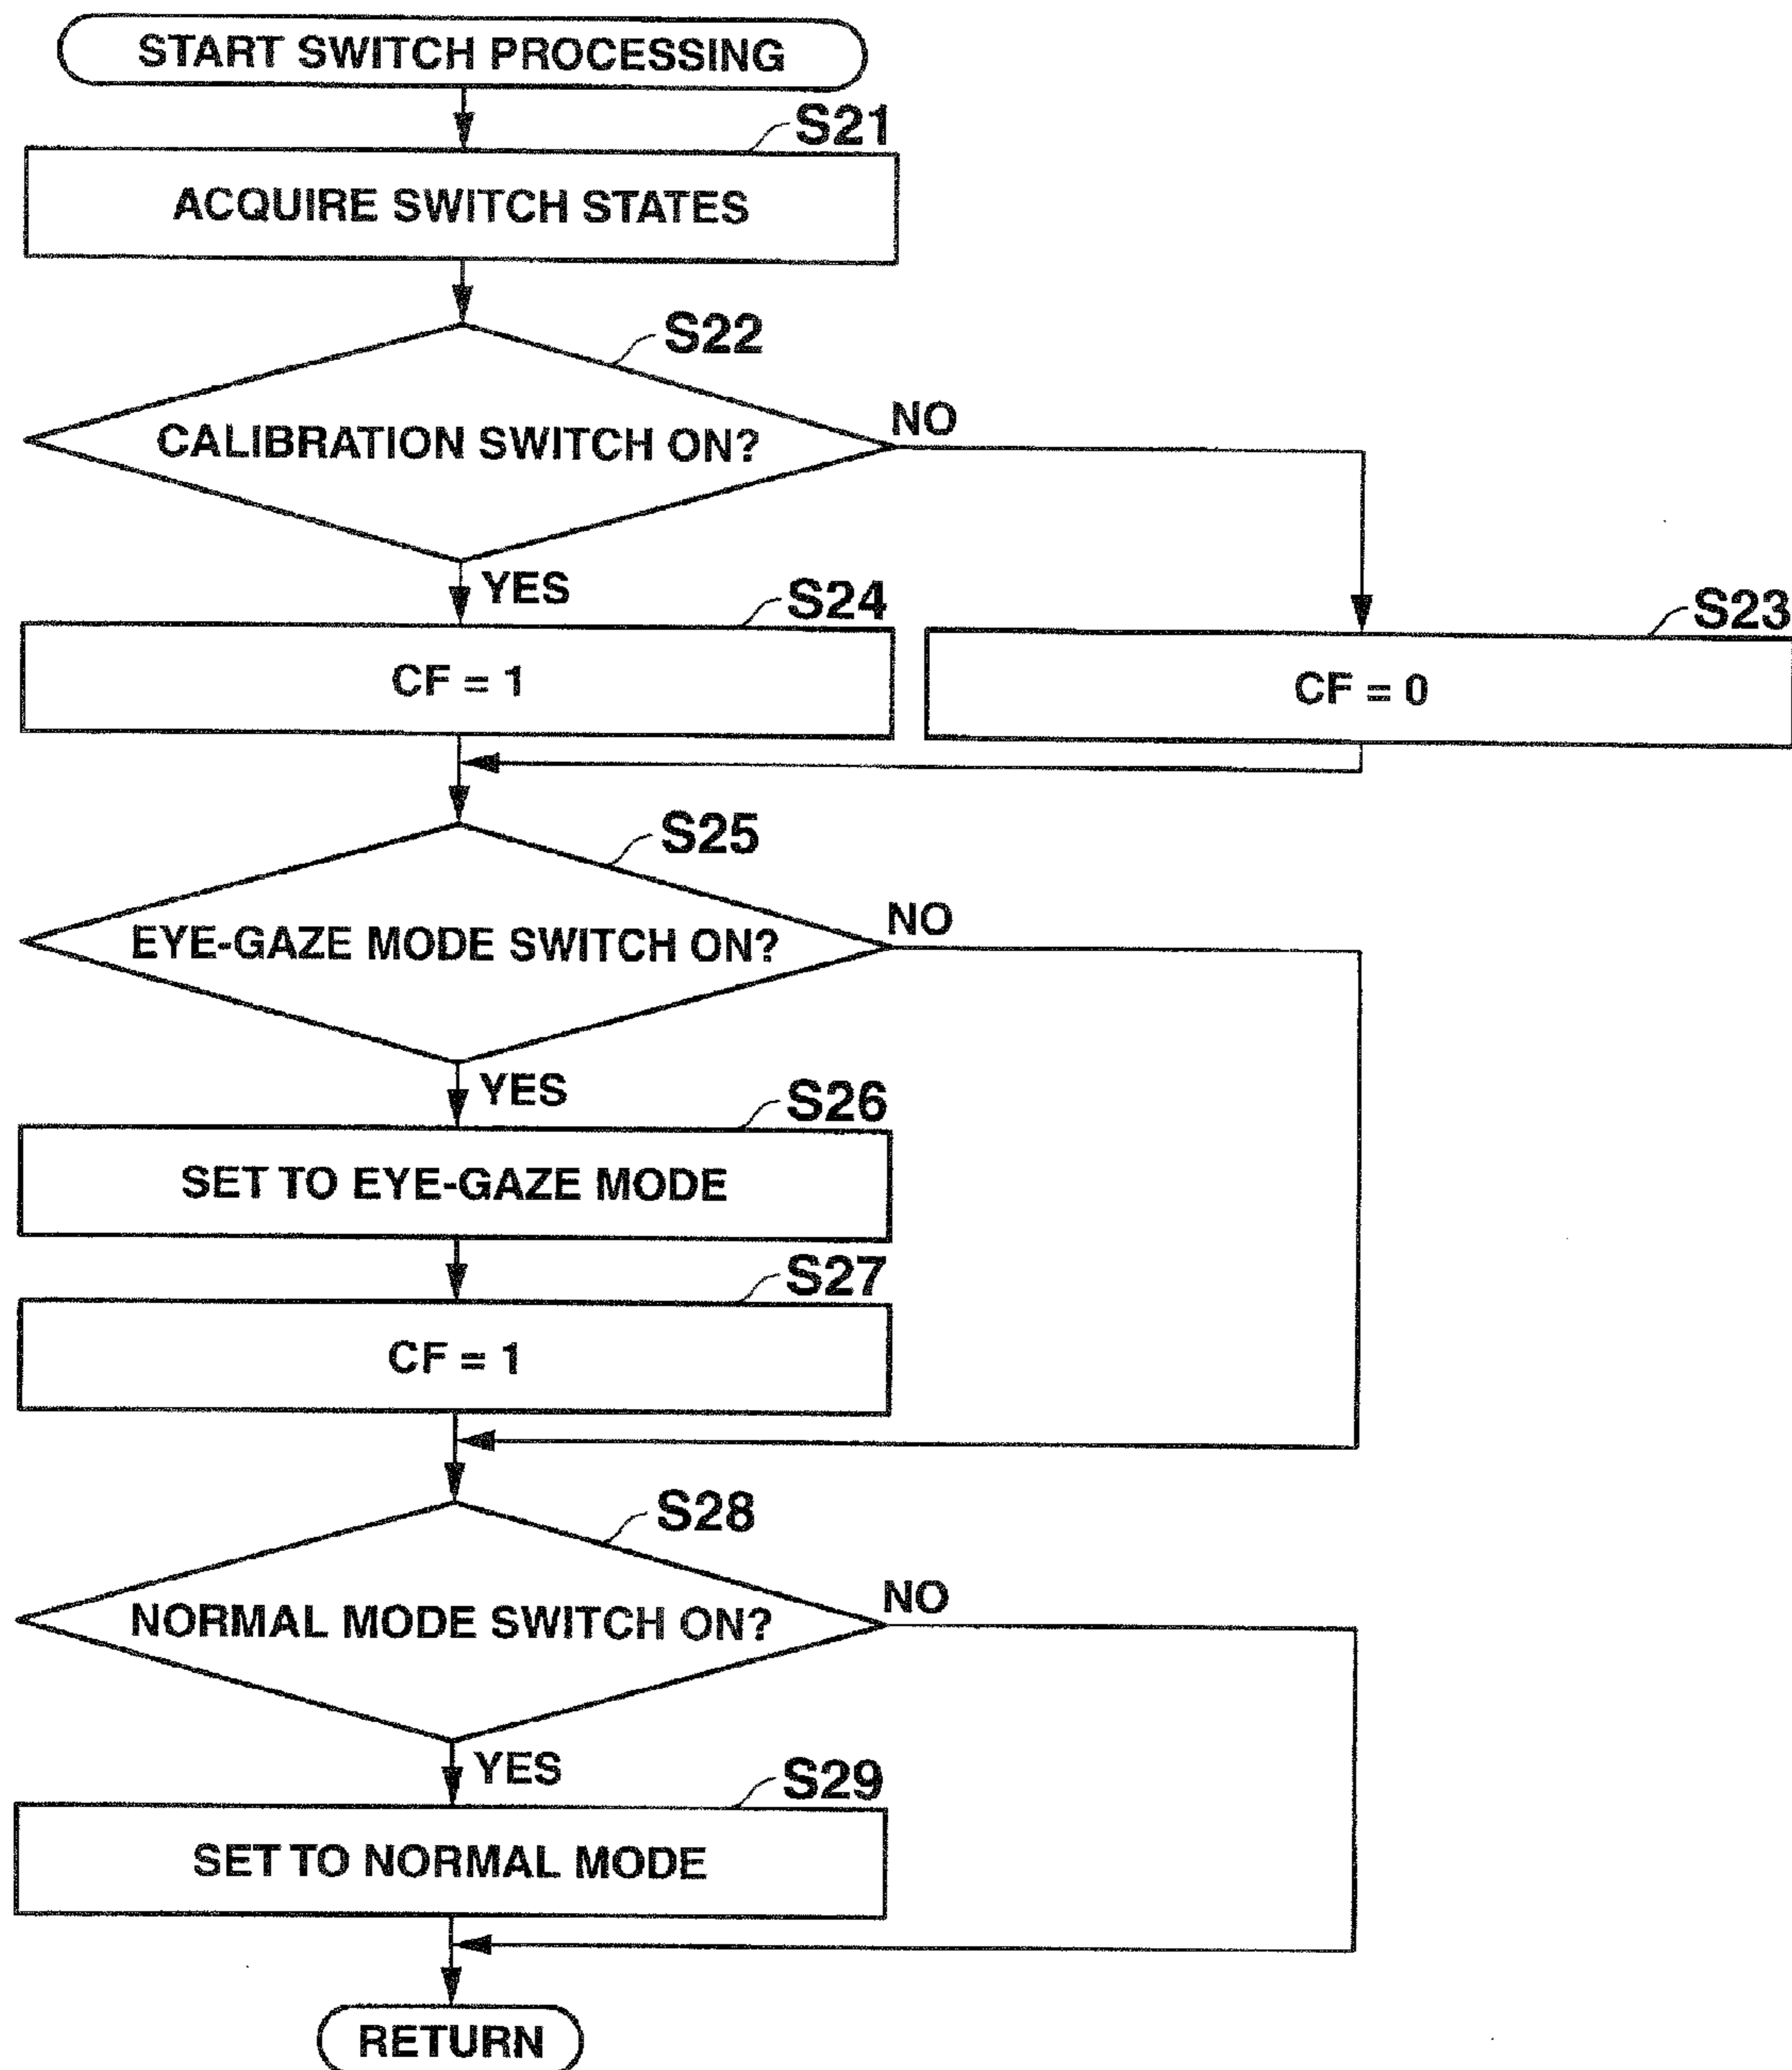 START SWITCH PROCESSING
S21
ACQUIRE SWITCH STATES
S22
CALIBRATION SWITCH ON?
NO
YES
S24
CF = 1
S23
CF = 0
S25
EYE-GAZE MODE SWITCH ON?
NO
YES
S26
SET TO EYE-GAZE MODE
S27
CF = 1
S28
NORMAL MODE SWITCH ON?
NO
YES
S29
SET TO NORMAL MODE
RETURN